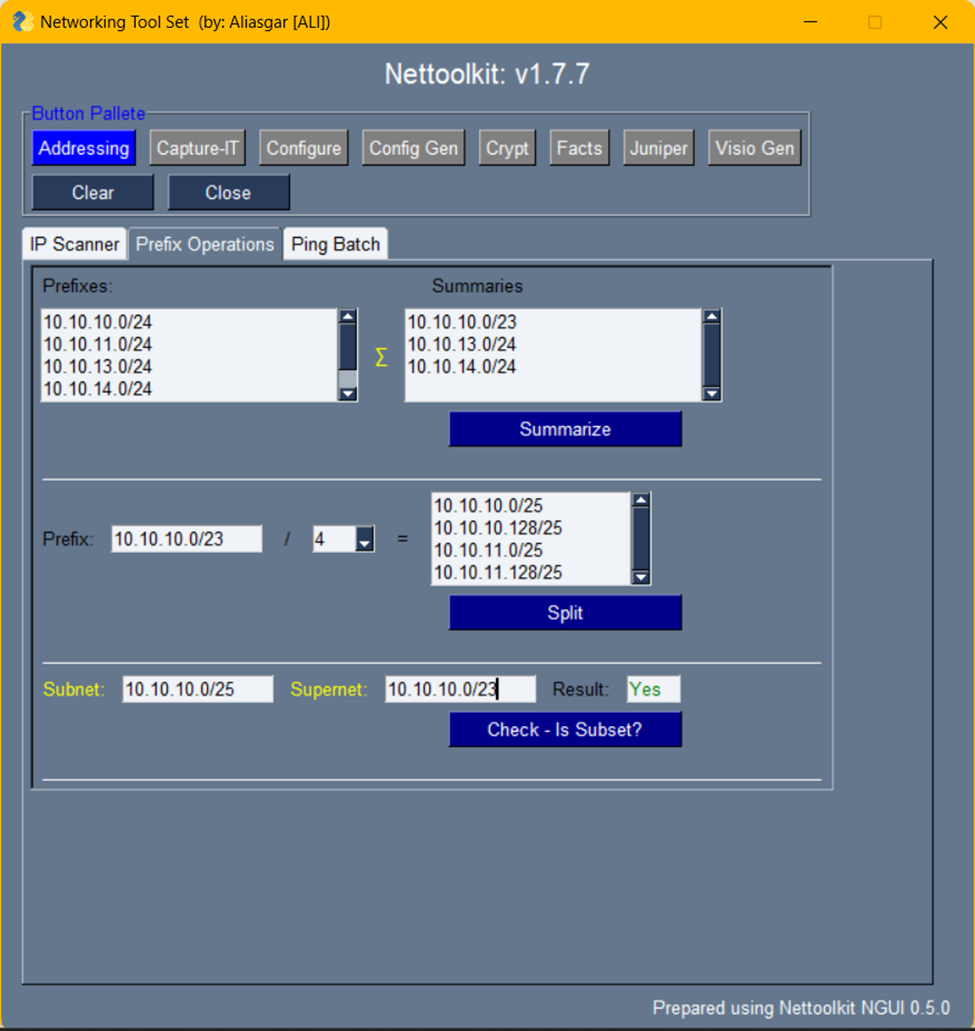 Networking Tool Set (by: Aliasgar [ALI])
Nettoolkit: v1.7.7
Button Pallete
Addressing Capture-IT Configure Config Gen Crypt Facts Juniper Visio Gen
Clear Close
IP Scanner Prefix Operations Ping Batch
Prefixes: Summaries
10.10.10.0/24
10.10.11.0/24
10.10.13.0/24
10.10.14.0/24
Σ
10.10.10.0/23
10.10.13.0/24
10.10.14.0/24
Summarize
Prefix: 10.10.10.0/23 / 4 =
10.10.10.0/25
10.10.10.128/25
10.10.11.0/25
10.10.11.128/25
Split
Subnet: 10.10.10.0/25 Supernet: 10.10.10.0/23 Result: Yes
Check - Is Subset?
Prepared using Nettoolkit NGUI 0.5.0